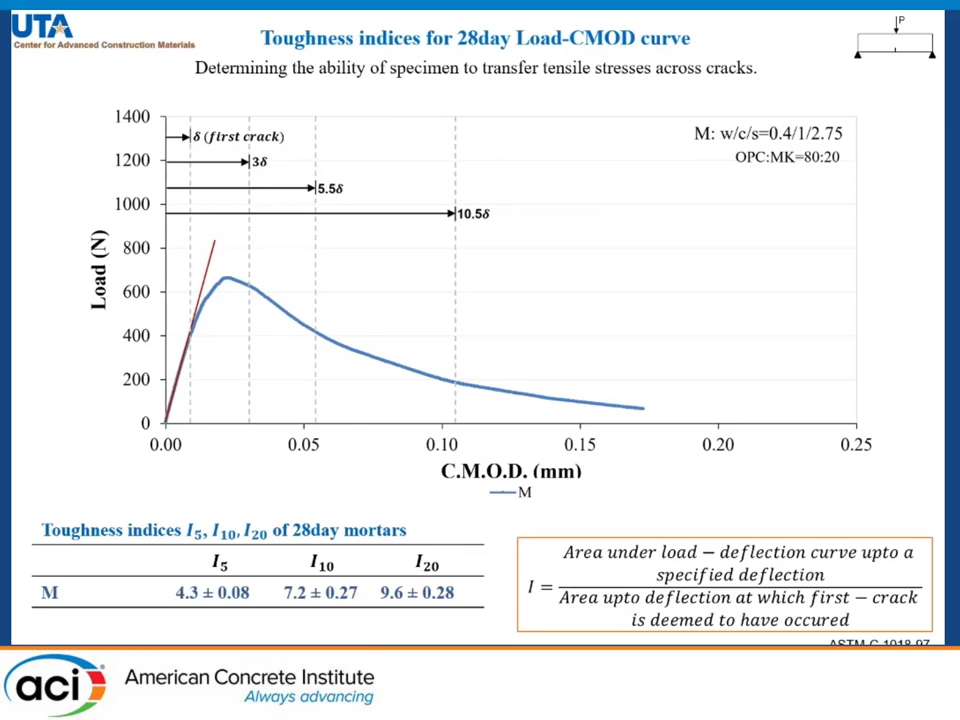 UTA
Center for Advanced Construction Materials
Toughness indices for 28day Load-CMOD curve
Determining the ability of specimen to transfer tensile stresses across cracks.
P
1400
1200
1000
800
600
400
200
0
Load (N)
δ (first crack)
3δ
5.5δ
10.5δ
M: w/c/s=0.4/1/2.75
OPC:MK=80:20
0.00 0.05 0.10 0.15 0.20 0.25
C.M.O.D. (mm)
M
Toughness indices I₅, I₁₀, I₂₀ of 28day mortars
I₅ I₁₀ I₂₀
M 4.3 ± 0.08 7.2 ± 0.27 9.6 ± 0.28
I =
Area under load − deflection curve upto a
specified deflection
Area upto deflection at which first − crack
is deemed to have occured
ASTM C 1018-97
aci®
American Concrete Institute
Always advancing